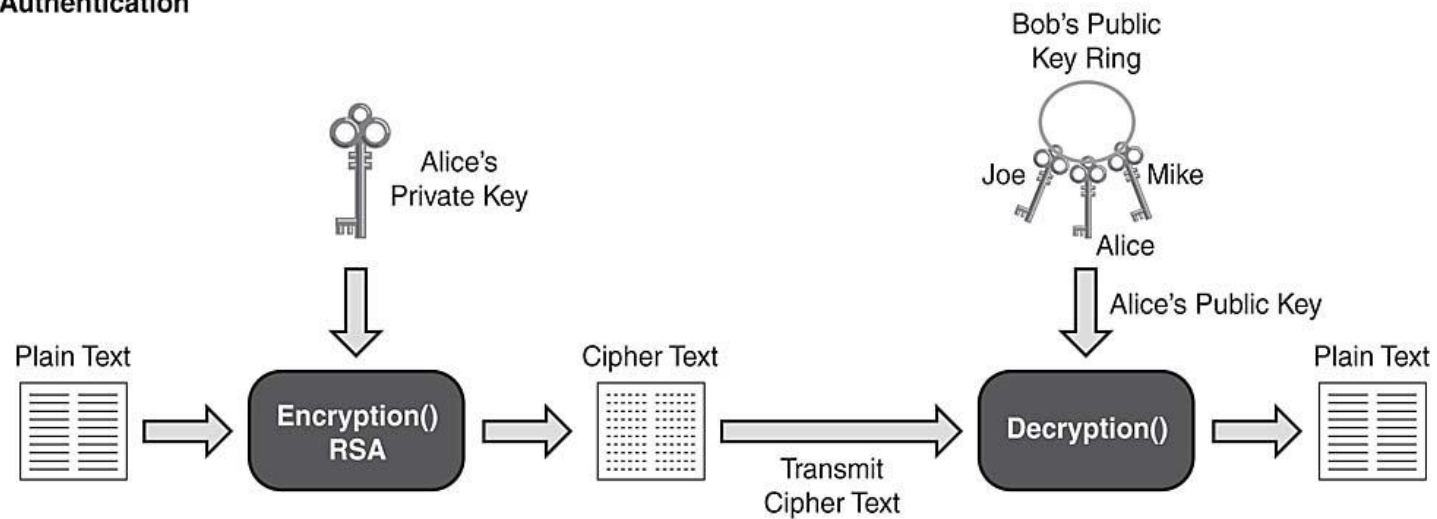 Authentication
Bob's Public
Key Ring
Alice's
Private Key
Joe
Mike
Alice
Alice's Public Key
Plain Text
Cipher Text
Plain Text
Encryption()
RSA
Decryption()
Transmit
Cipher Text